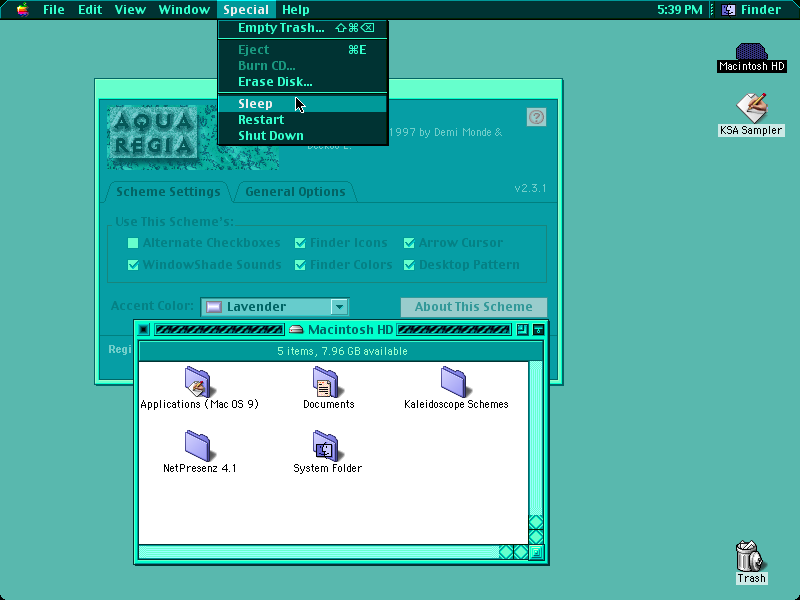 File Edit View Window Special Help 5:39 PM Finder
Empty Trash... ⇧⌘⌫
Eject ⌘E
Burn CD...
Erase Disk...
Sleep
Restart
Shut Down
Macintosh HD
KSA Sampler
AQUA
REGIA
1997 by Demi Monde &
v2.3.1
Scheme Settings General Options
Use This Scheme's:
Alternate Checkboxes Finder Icons Arrow Cursor
WindowShade Sounds Finder Colors Desktop Pattern
Accent Color: Lavender About This Scheme
Macintosh HD
5 items, 7.96 GB available
Applications (Mac OS 9) Documents Kaleidoscope Schemes
NetPresenz 4.1 System Folder
Trash